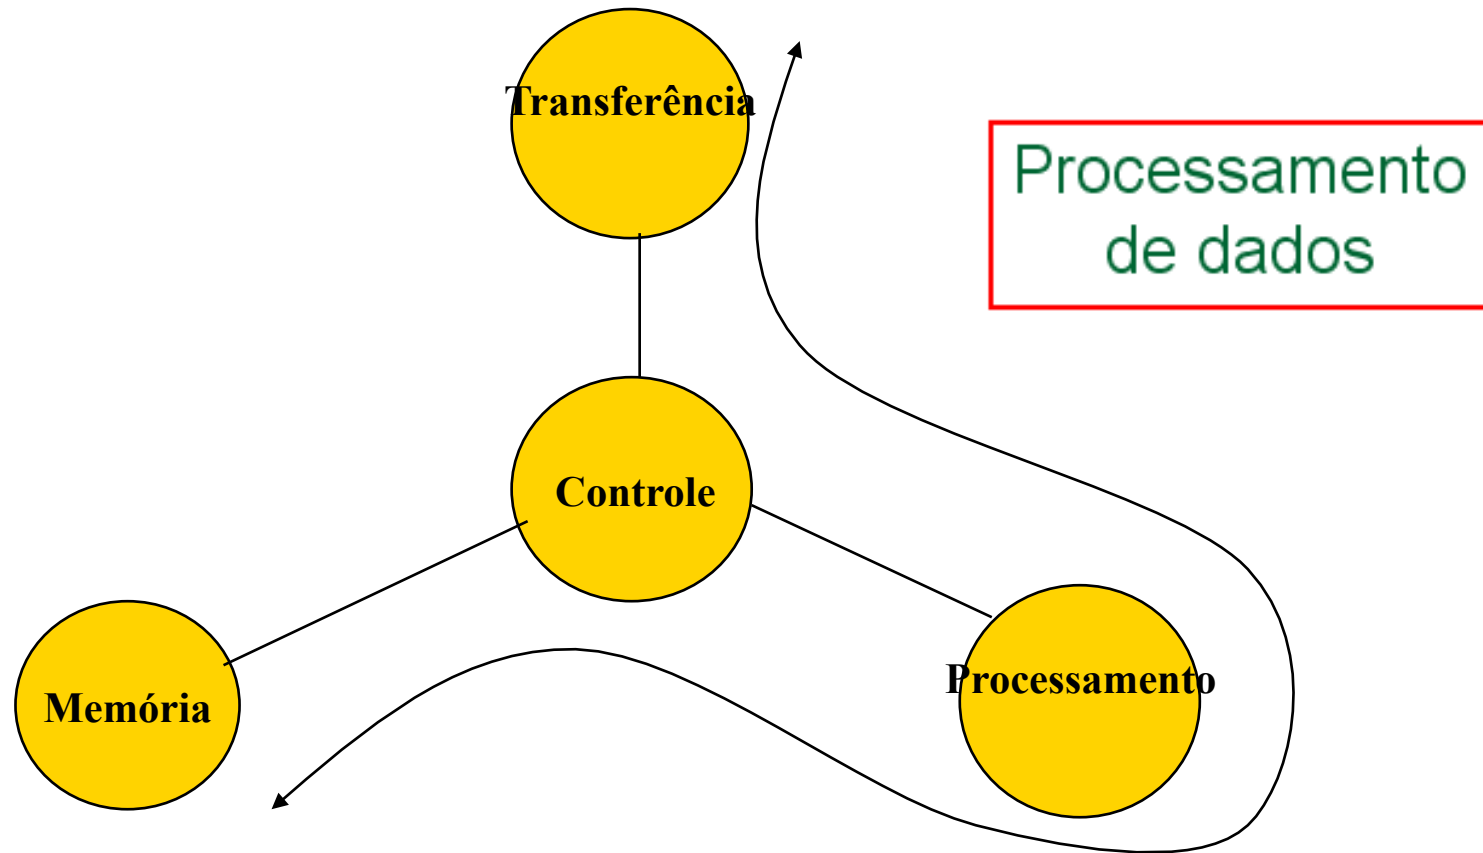 Transferência
Processamento
de dados
Controle
Processamento
Memória